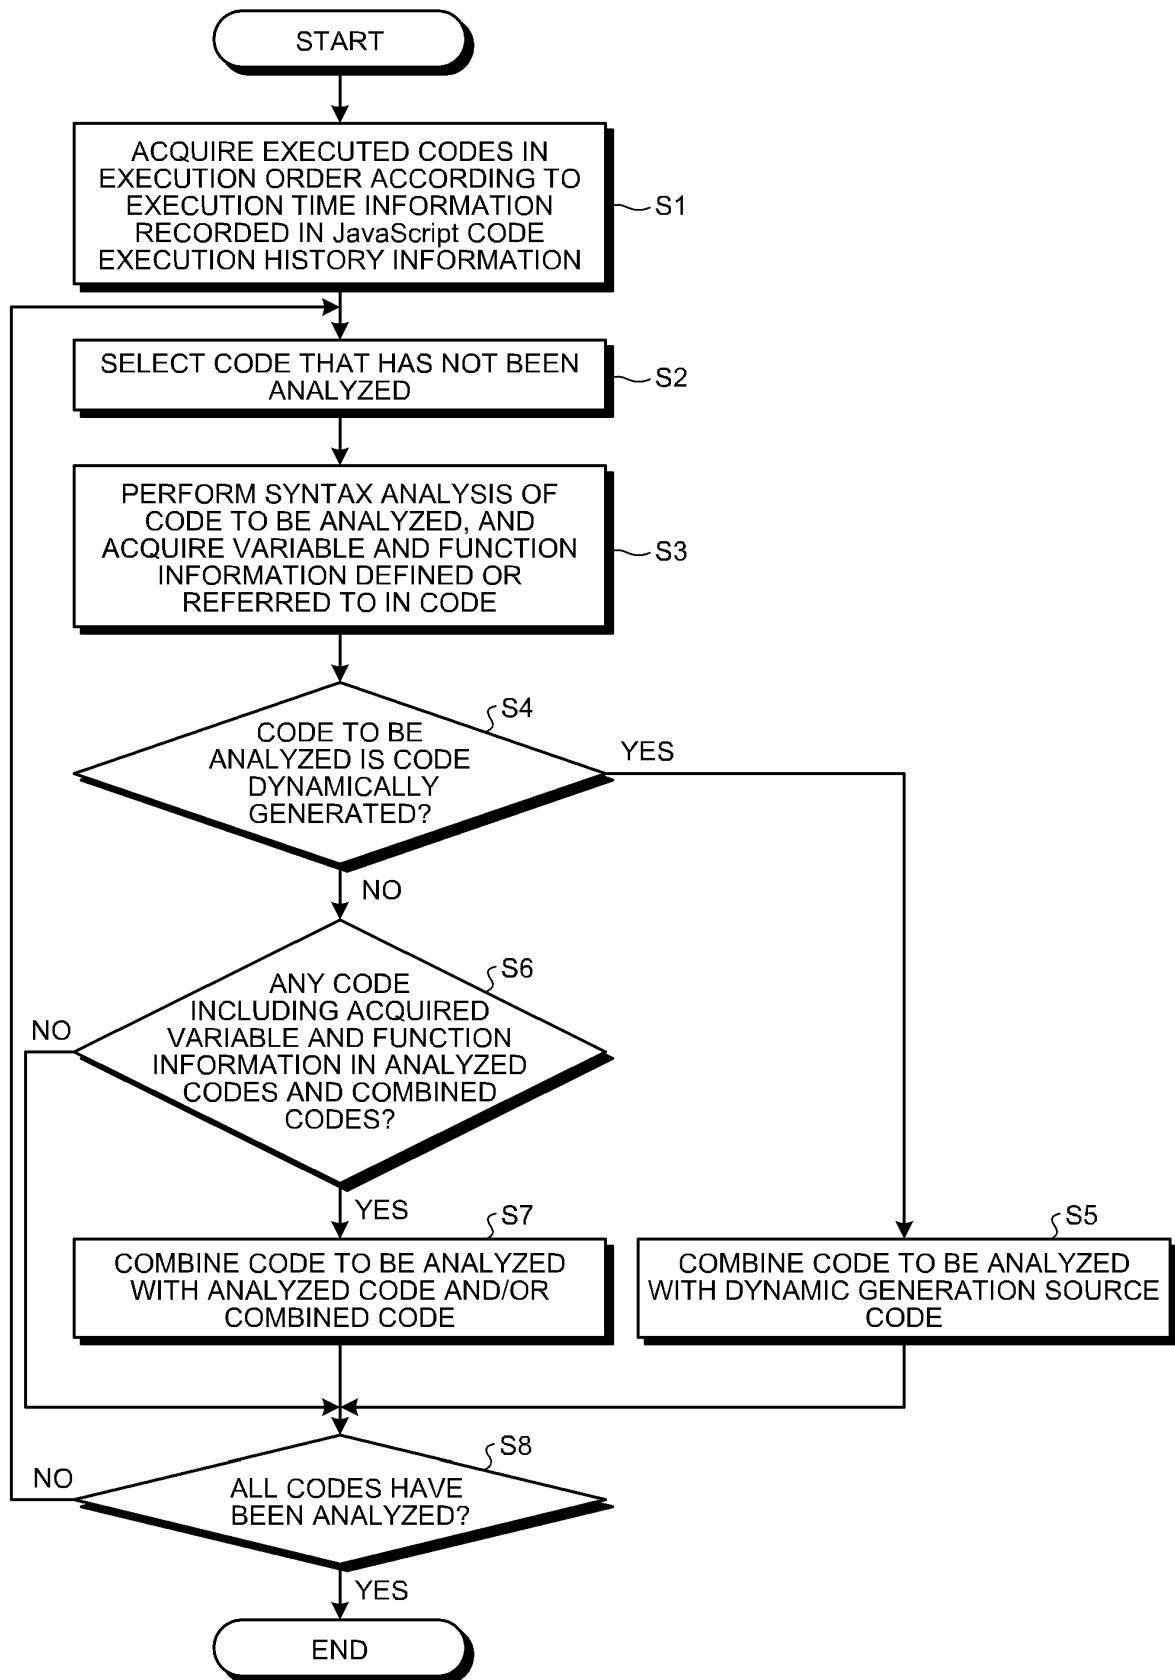 START
ACQUIRE EXECUTED CODES IN
EXECUTION ORDER ACCORDING TO
EXECUTION TIME INFORMATION
RECORDED IN JavaScript CODE
EXECUTION HISTORY INFORMATION
S1
SELECT CODE THAT HAS NOT BEEN
ANALYZED
S2
PERFORM SYNTAX ANALYSIS OF
CODE TO BE ANALYZED, AND
ACQUIRE VARIABLE AND FUNCTION
INFORMATION DEFINED OR
REFERRED TO IN CODE
S3
S4
CODE TO BE
ANALYZED IS CODE
DYNAMICALLY
GENERATED?
YES
NO
S6
ANY CODE
INCLUDING ACQUIRED
VARIABLE AND FUNCTION
INFORMATION IN ANALYZED
CODES AND COMBINED
CODES?
NO
YES
S7
COMBINE CODE TO BE ANALYZED
WITH ANALYZED CODE AND/OR
COMBINED CODE
S5
COMBINE CODE TO BE ANALYZED
WITH DYNAMIC GENERATION SOURCE
CODE
S8
NO
ALL CODES HAVE
BEEN ANALYZED?
YES
END